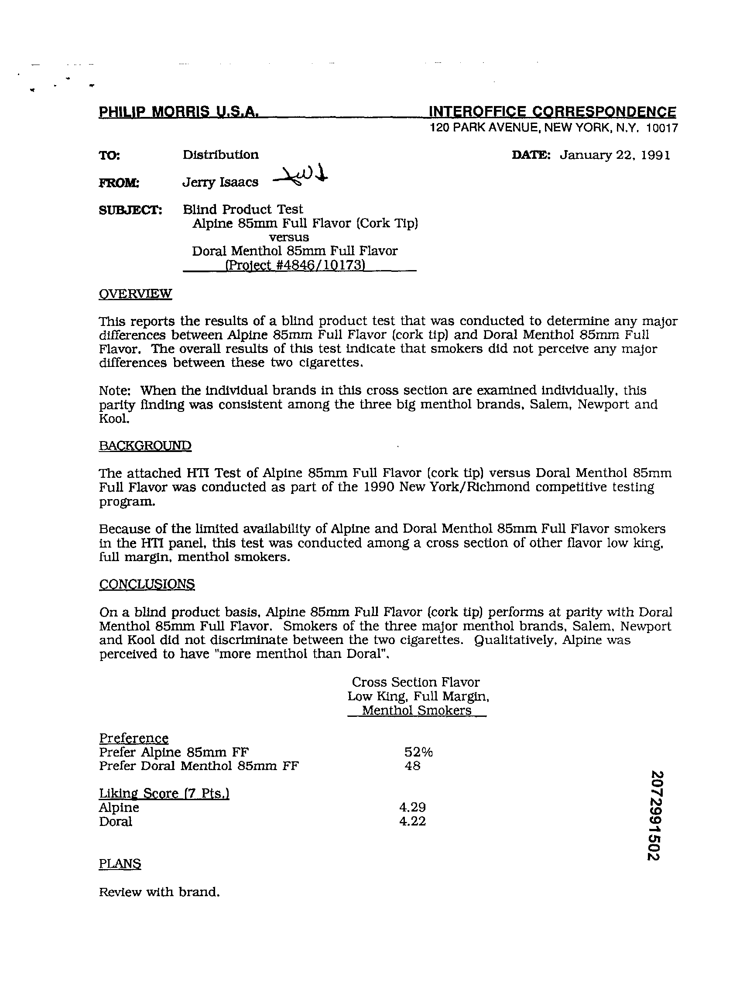 PHILIP MORRIS U.S.A. INTEROFFICE CORRESPONDENCE
120 PARK AVENUE, NEW YORK, N.Y. 10017
TO: Distribution DATE: January 22, 1991
FROM: Jerry Isaacs
SUBJECT: Blind Product Test
Alpine 85mm Full Flavor (Cork Tip)
versus
Doral Menthol 85mm Full Flavor
(Project #4846/10173)
OVERVIEW
This reports the results of a blind product test that was conducted to determine any major
differences between Alpine 85mm Full Flavor (cork tip) and Doral Menthol 85mm Full
Flavor. The overall results of this test indicate that smokers did not perceive any major
differences between these two cigarettes.
Note: When the individual brands in this cross section are examined individually, this
parity finding was consistent among the three big menthol brands, Salem, Newport and
Kool.
BACKGROUND
The attached HTI Test of Alpine 85mm Full Flavor (cork tip) versus Doral Menthol 85mm
Full Flavor was conducted as part of the 1990 New York/Richmond competitive testing
program.
Because of the limited availability of Alpine and Doral Menthol 85mm Full Flavor smokers
in the HTI panel, this test was conducted among a cross section of other flavor low king,
full margin, menthol smokers.
CONCLUSIONS
On a blind product basis, Alpine 85mm Full Flavor (cork tip) performs at parity with Doral
Menthol 85mm Full Flavor. Smokers of the three major menthol brands, Salem, Newport
and Kool did not discriminate between the two cigarettes. Qualitatively, Alpine was
perceived to have "more menthol than Doral".
Cross Section Flavor
Low King, Full Margin,
Menthol Smokers
Preference
Prefer Alpine 85mm FF 52%
Prefer Doral Menthol 85mm FF 48
Liking Score (7 Pts.)
Alpine 4.29
Doral 4.22
PLANS
Review with brand.
2072991502